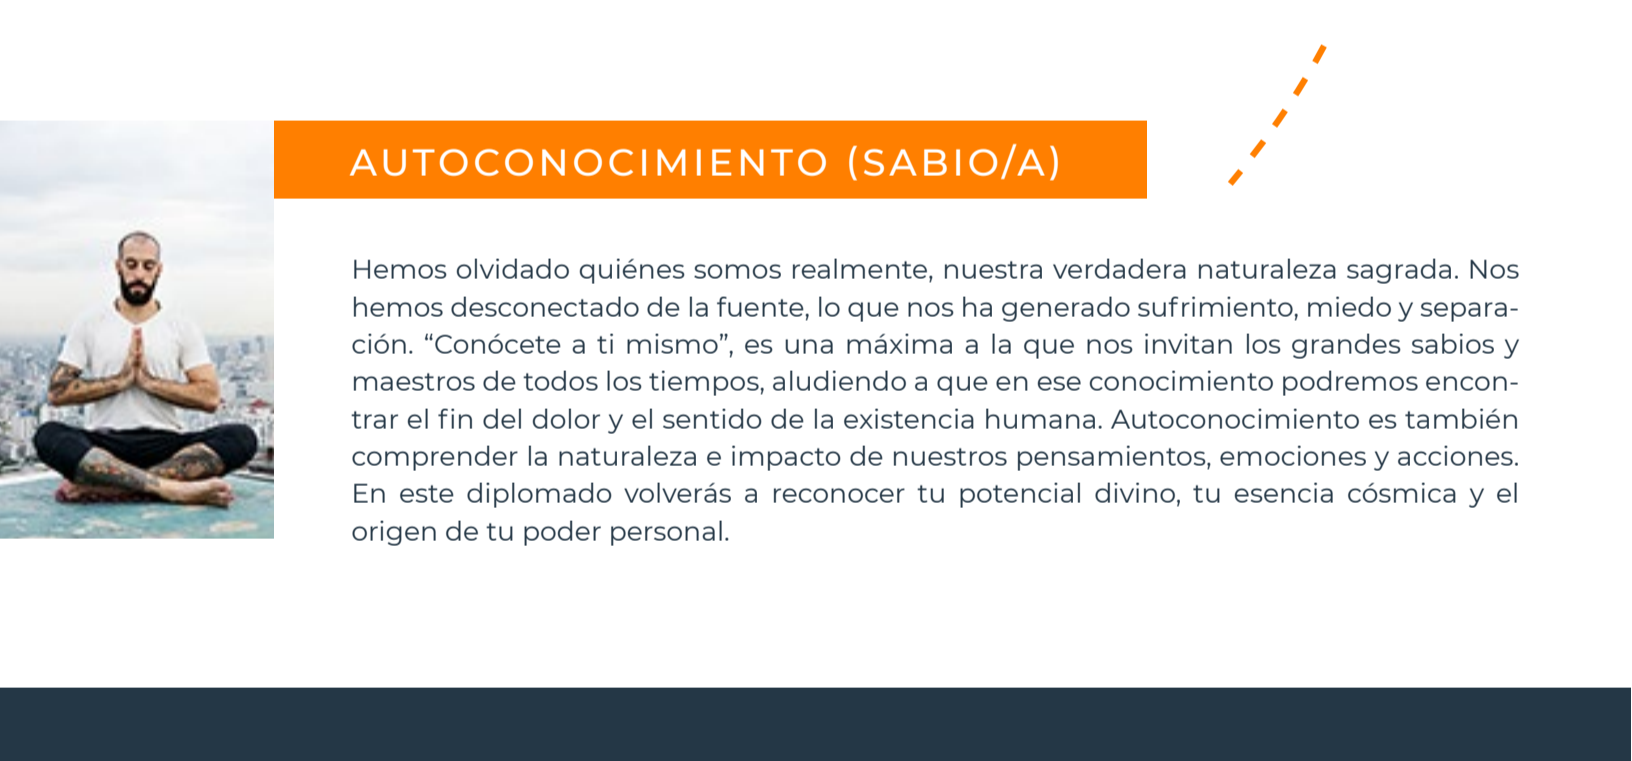 AUTOCONOCIMIENTO (SABIO/A)
Hemos olvidado quiénes somos realmente, nuestra verdadera naturaleza sagrada. Nos
hemos desconectado de la fuente, lo que nos ha generado sufrimiento, miedo y separa-
ción. “Conócete a ti mismo”, es una máxima a la que nos invitan los grandes sabios y
maestros de todos los tiempos, aludiendo a que en ese conocimiento podremos encon-
trar el fin del dolor y el sentido de la existencia humana. Autoconocimiento es también
comprender la naturaleza e impacto de nuestros pensamientos, emociones y acciones.
En este diplomado volverás a reconocer tu potencial divino, tu esencia cósmica y el
origen de tu poder personal.